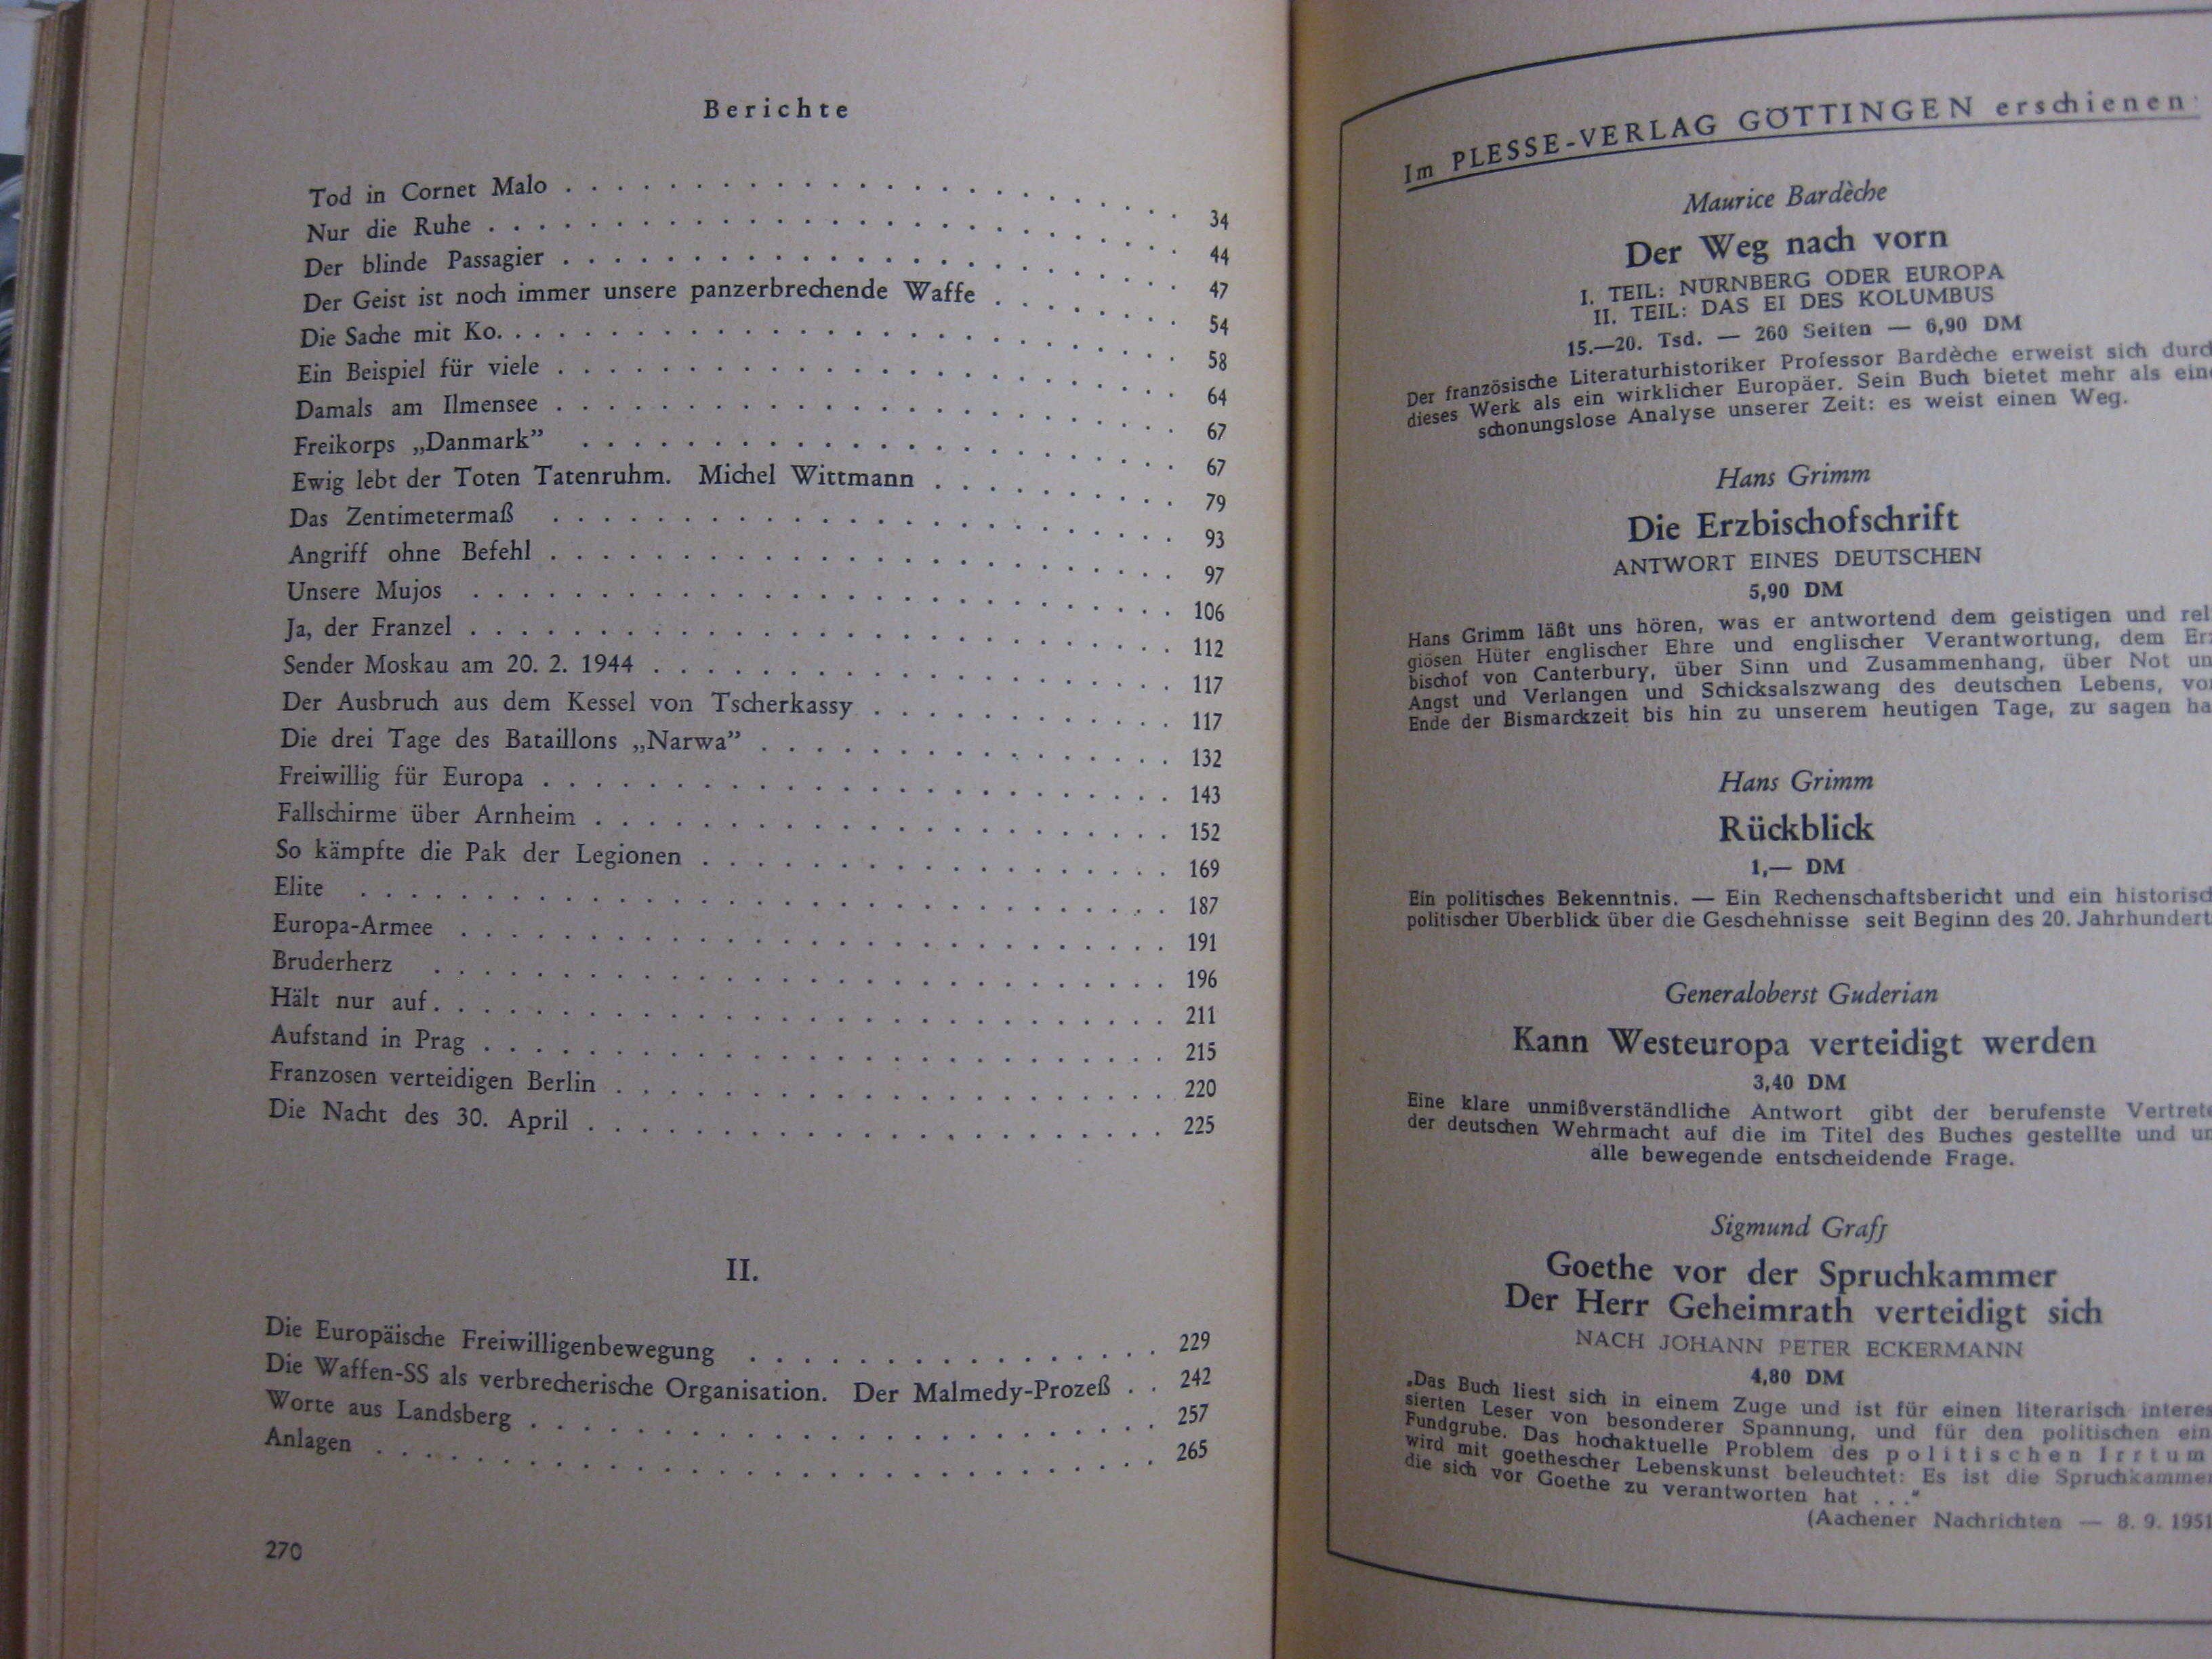 Berichte
Tod in Cornet Malo . . . . . . . . . . . . . . . . . . . . . . . . 34
Nur die Ruhe . . . . . . . . . . . . . . . . . . . . . . . . . . . 44
Der blinde Passagier . . . . . . . . . . . . . . . . . . . . . . . . 47
Der Geist ist noch immer unsere panzerbrechende Waffe . . . . . . . . 54
Die Sache mit Ko. . . . . . . . . . . . . . . . . . . . . . . . . . 58
Ein Beispiel für viele . . . . . . . . . . . . . . . . . . . . . . . . 64
Damals am Ilmensee . . . . . . . . . . . . . . . . . . . . . . . . 67
Freikorps „Danmark” . . . . . . . . . . . . . . . . . . . . . . . 67
Ewig lebt der Toten Tatenruhm. Michel Wittmann . . . . . . . . . . 79
Das Zentimetermaß . . . . . . . . . . . . . . . . . . . . . . . . 93
Angriff ohne Befehl . . . . . . . . . . . . . . . . . . . . . . . . 97
Unsere Mujos . . . . . . . . . . . . . . . . . . . . . . . . . . . 106
Ja, der Franzel . . . . . . . . . . . . . . . . . . . . . . . . . . . 112
Sender Moskau am 20. 2. 1944 . . . . . . . . . . . . . . . . . . . . 117
Der Ausbruch aus dem Kessel von Tscherkassy . . . . . . . . . . . . 117
Die drei Tage des Bataillons „Narwa” . . . . . . . . . . . . . . . . 132
Freiwillig für Europa . . . . . . . . . . . . . . . . . . . . . . . . 143
Fallschirme über Arnheim . . . . . . . . . . . . . . . . . . . . . . 152
So kämpfte die Pak der Legionen . . . . . . . . . . . . . . . . . . 169
Elite . . . . . . . . . . . . . . . . . . . . . . . . . . . . . . . 187
Europa-Armee . . . . . . . . . . . . . . . . . . . . . . . . . . . 191
Bruderherz . . . . . . . . . . . . . . . . . . . . . . . . . . . . 196
Hält nur auf. . . . . . . . . . . . . . . . . . . . . . . . . . . . 211
Aufstand in Prag . . . . . . . . . . . . . . . . . . . . . . . . . . 215
Franzosen verteidigen Berlin . . . . . . . . . . . . . . . . . . . . . 220
Die Nacht des 30. April . . . . . . . . . . . . . . . . . . . . . . 225
II.
Die Europäische Freiwilligenbewegung . . . . . . . . . . . . . . . . 229
Die Waffen-SS als verbrecherische Organisation. Der Malmedy-Prozeß . . 242
Worte aus Landsberg . . . . . . . . . . . . . . . . . . . . . . . . 257
Anlagen . . . . . . . . . . . . . . . . . . . . . . . . . . . . . . 265
270
Im PLESSE-VERLAG GÖTTINGEN erschienen
Maurice Bardèche
Der Weg nach vorn
I. TEIL: NÜRNBERG ODER EUROPA
II. TEIL: DAS EI DES KOLUMBUS
15.—20. Tsd. — 260 Seiten — 6,90 DM
Der französische Literaturhistoriker Professor Bardèche erweist sich durch
dieses Werk als ein wirklicher Europäer. Sein Buch bietet mehr als eine
schonungslose Analyse unserer Zeit: es weist einen Weg.
Hans Grimm
Die Erzbischofschrift
ANTWORT EINES DEUTSCHEN
5,90 DM
Hans Grimm läßt uns hören, was er antwortend dem geistigen und reli
giösen Hüter englischer Ehre und englischer Verantwortung, dem Erz
bischof von Canterbury, über Sinn und Zusammenhang, über Not un
Angst und Verlangen und Schicksalszwang des deutschen Lebens, vo
Ende der Bismarckzeit bis hin zu unserem heutigen Tage, zu sagen ha
Hans Grimm
Rückblick
1,— DM
Ein politisches Bekenntnis. — Ein Rechenschaftsbericht und ein historisch
politischer Überblick über die Geschehnisse seit Beginn des 20. Jahrhundert
Generaloberst Guderian
Kann Westeuropa verteidigt werden
3,40 DM
Eine klare unmißverständliche Antwort gibt der berufenste Vertrete
der deutschen Wehrmacht auf die im Titel des Buches gestellte und un
alle bewegende entscheidende Frage.
Sigmund Graff
Goethe vor der Spruchkammer
Der Herr Geheimrath verteidigt sich
NACH JOHANN PETER ECKERMANN
4,80 DM
„Das Buch liest sich in einem Zuge und ist für einen literarisch interes
sierten Leser von besonderer Spannung, und für den politischen ein
Fundgrube. Das hochaktuelle Problem des politischen Irrtum
wird mit goethescher Lebenskunst beleuchtet: Es ist die Spruchkammer
die sich vor Goethe zu verantworten hat . . ."
(Aachener Nachrichten — 8. 9. 1951